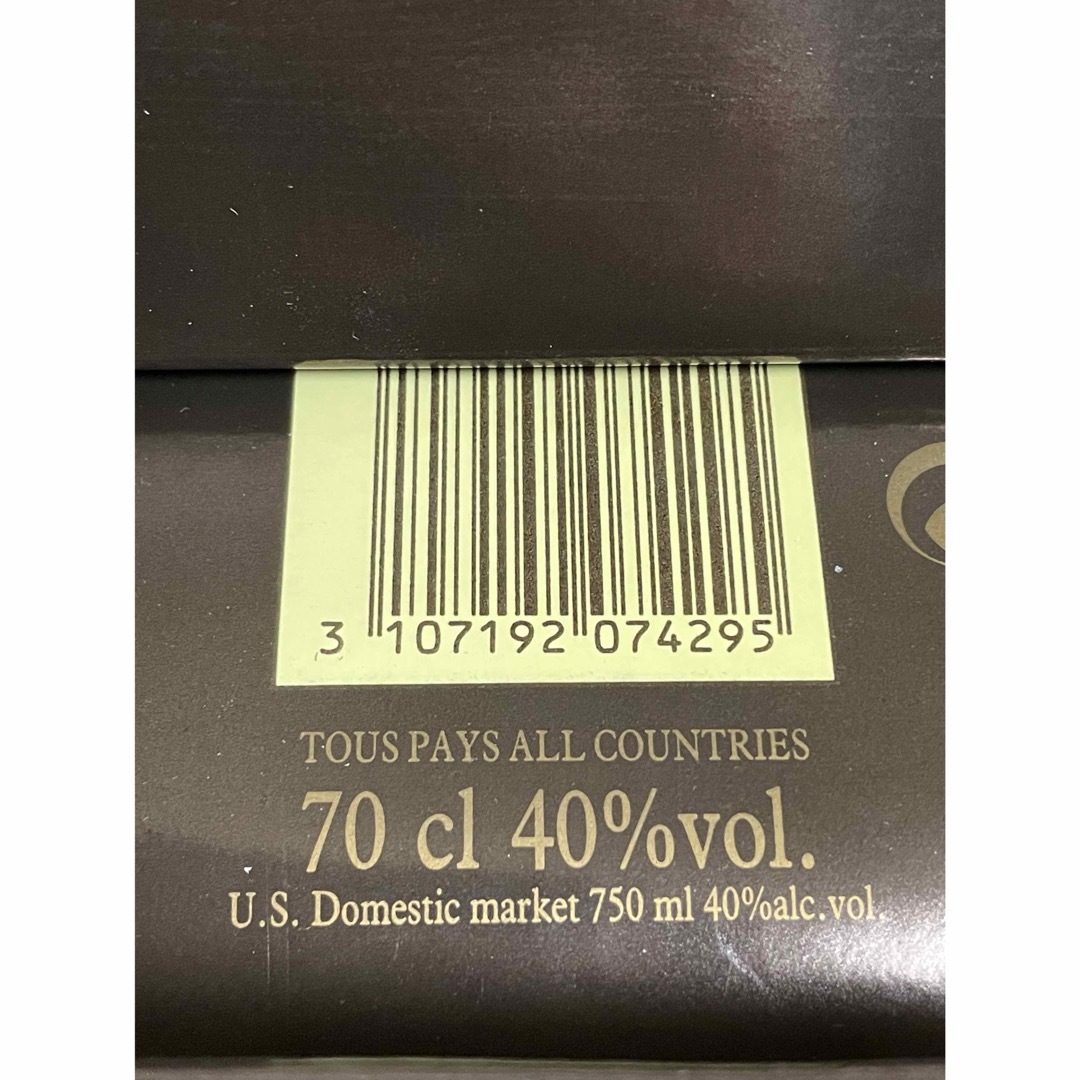 3 107192 074295
TOUS PAYS ALL COUNTRIES
70 cl 40%vol.
U.S. Domestic market 750 ml 40%alc.vol.